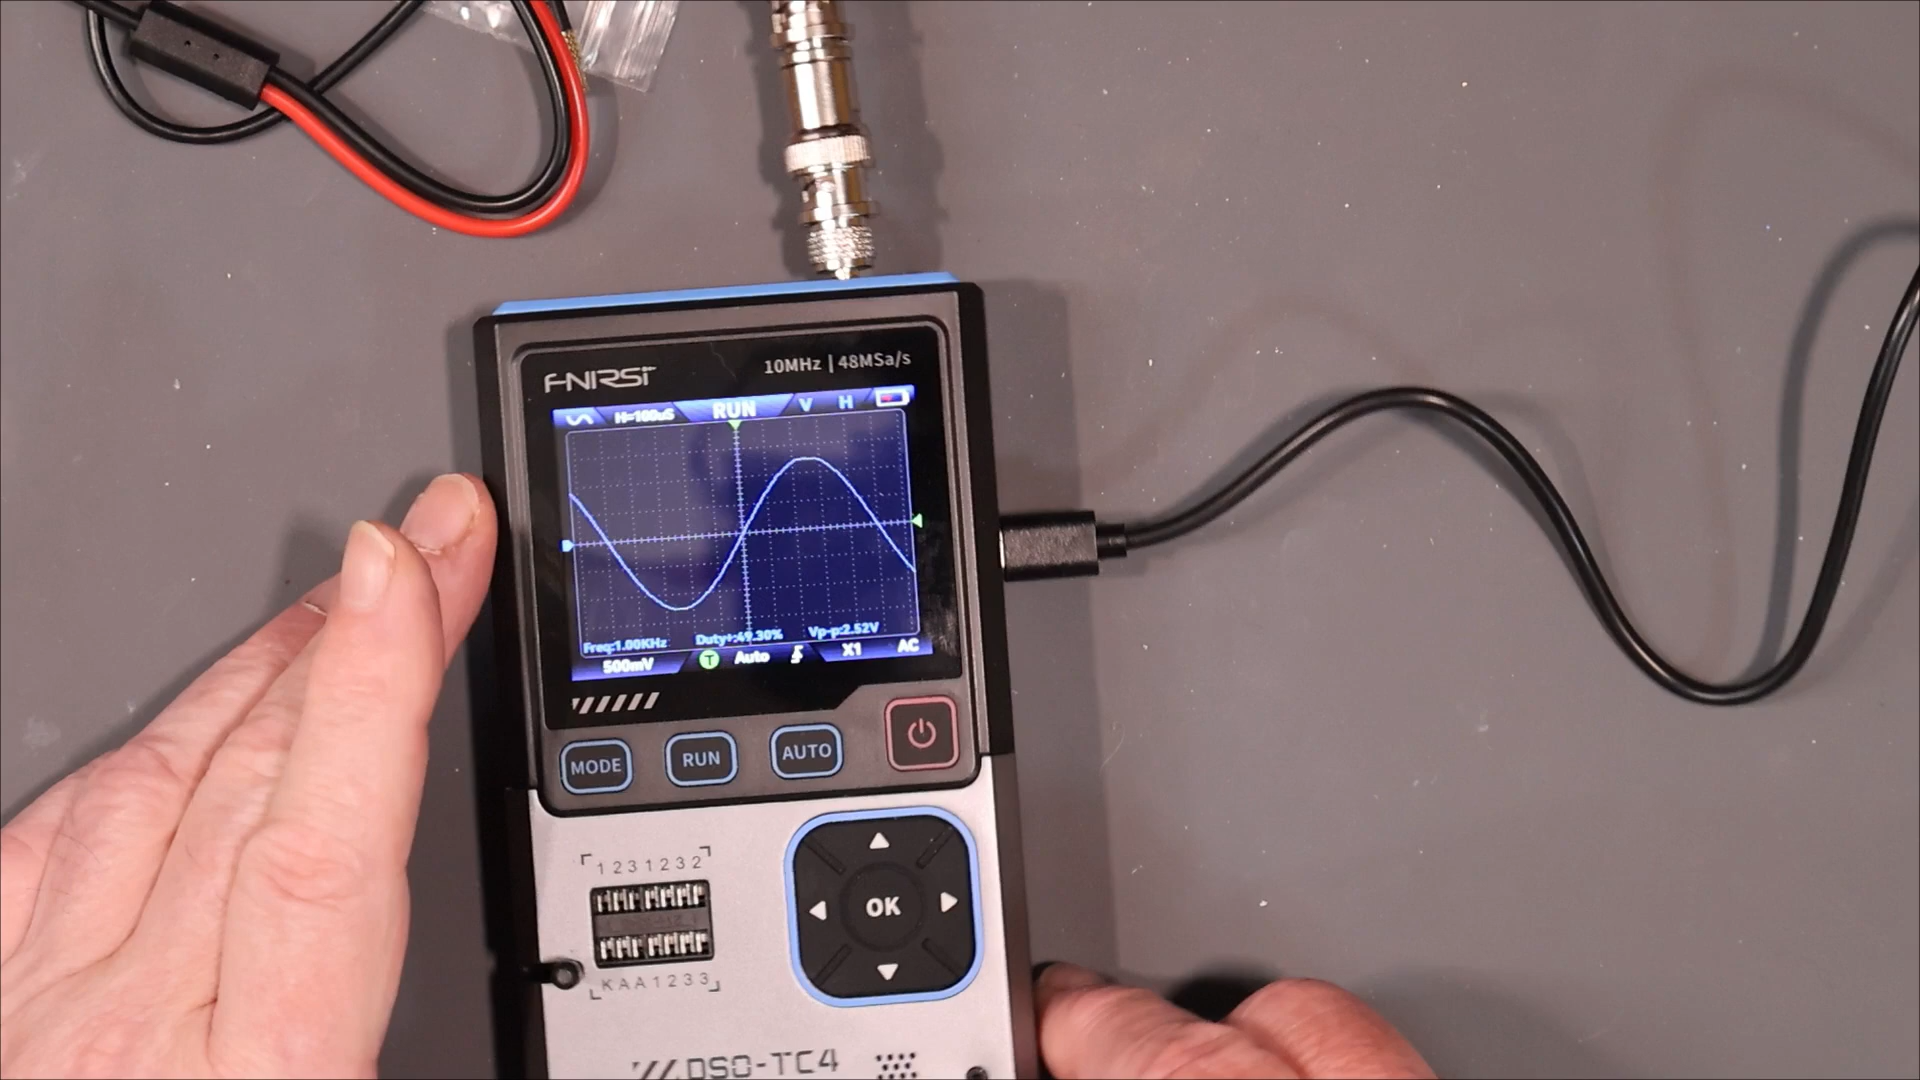 FNIRSI 10MHz | 48MSa/s
H=100uS RUN V H
Freq:1.00KHz Duty+:49.30% Vp-p:2.52V
500mV T Auto X1 AC
MODE RUN AUTO
1 2 3 1 2 3 2
OK
K A A 1 2 3 3
DSO-TC4